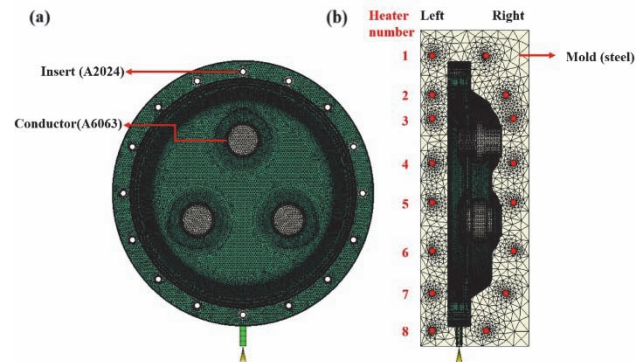 (a)
Insert (A2024)
Conductor(A6063)
(b)
Heater
number
Left
Right
Mold (steel)
1
2
3
4
5
6
7
8